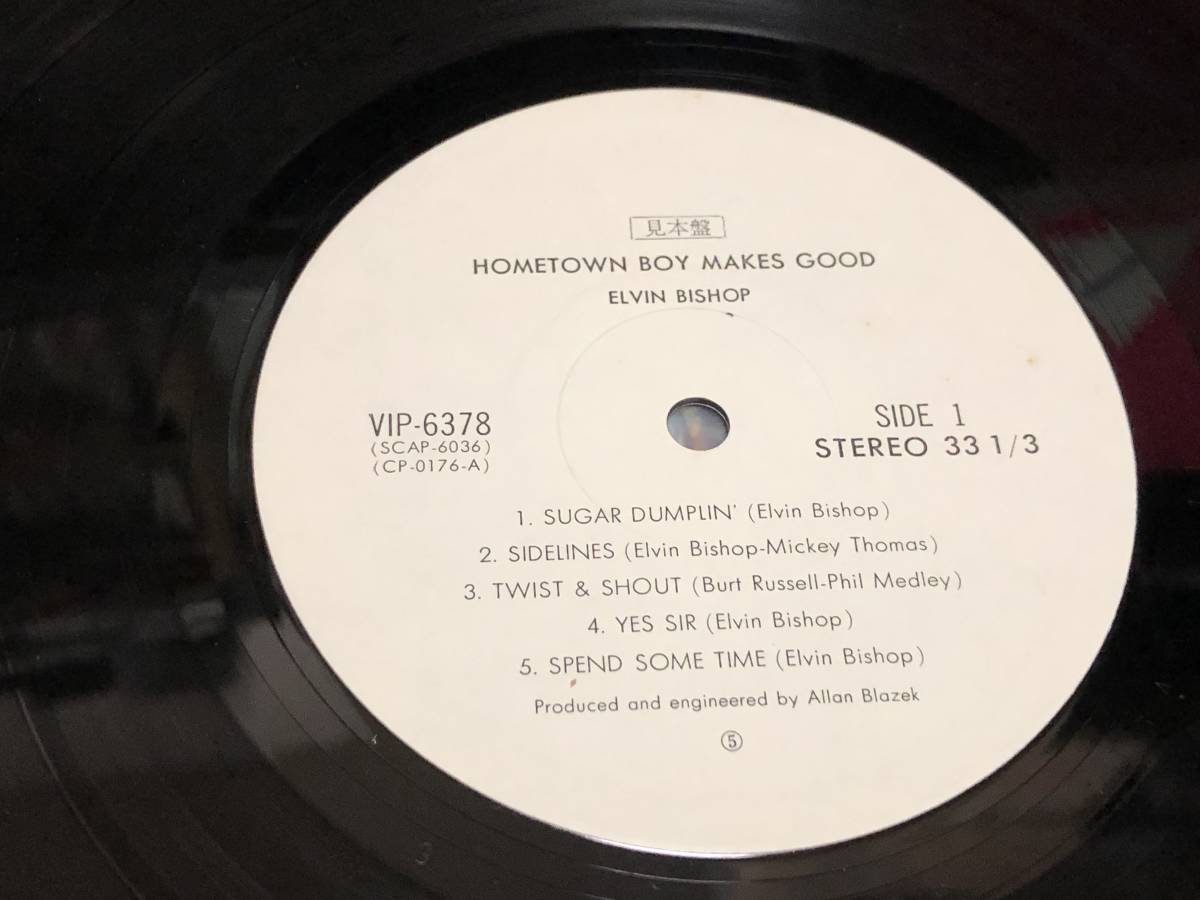 見本盤
HOMETOWN BOY MAKES GOOD
ELVIN BISHOP
VIP-6378
(SCAP-6036)
(CP-0176-A)
SIDE 1
STEREO 33 1/3
1. SUGAR DUMPLIN' (Elvin Bishop)
2. SIDELINES (Elvin Bishop-Mickey Thomas)
3. TWIST & SHOUT (Burt Russell-Phil Medley)
4. YES SIR (Elvin Bishop)
5. SPEND SOME TIME (Elvin Bishop)
Produced and engineered by Allan Blazek
⑤
3